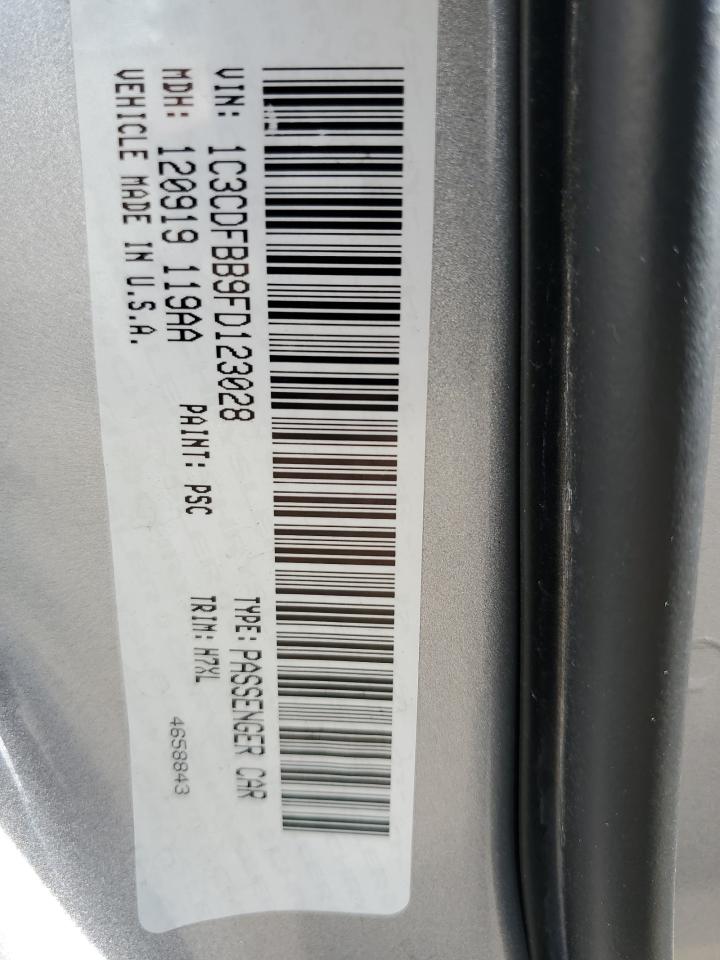 VIN: 1C3CDFBB9FD123028
TYPE: PASSENGER CAR
MDH: 120919 119AA
PAINT: PSC
TRIM: H7XL
VEHICLE MADE IN U.S.A.
4658843